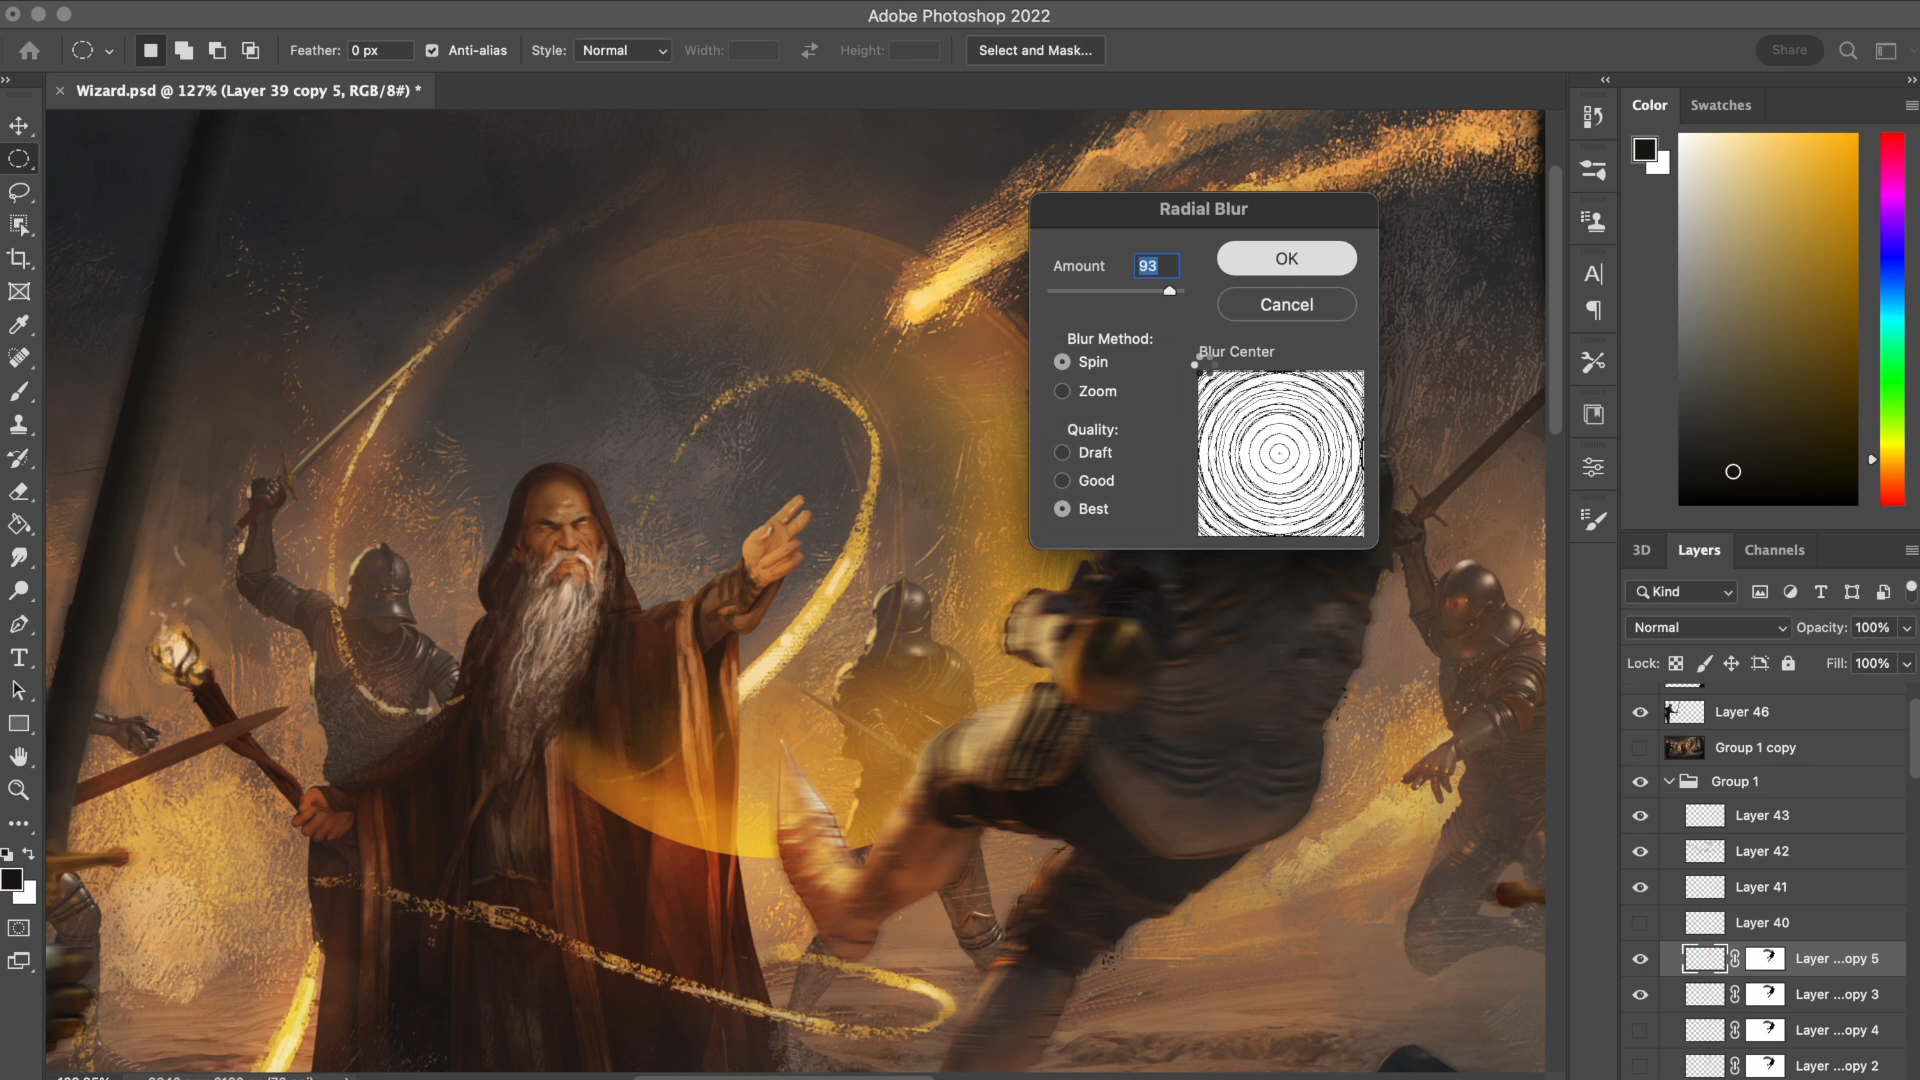 Adobe Photoshop 2022
Feather: 0 px Anti-alias Style: Normal Width: Height: Select and Mask... Share
Wizard.psd @ 127% (Layer 39 copy 5, RGB/8#) *
Color Swatches
Radial Blur
Amount 93 OK
Cancel
Blur Method:
Spin
Zoom
Blur Center
Quality:
Draft
Good
Best
3D Layers Channels
Kind
Normal Opacity: 100%
Lock: Fill: 100%
Layer 46
Group 1 copy
Group 1
Layer 43
Layer 42
Layer 41
Layer 40
Layer ...opy 5
Layer ...opy 3
Layer ...opy 4
Layer ...opy 2